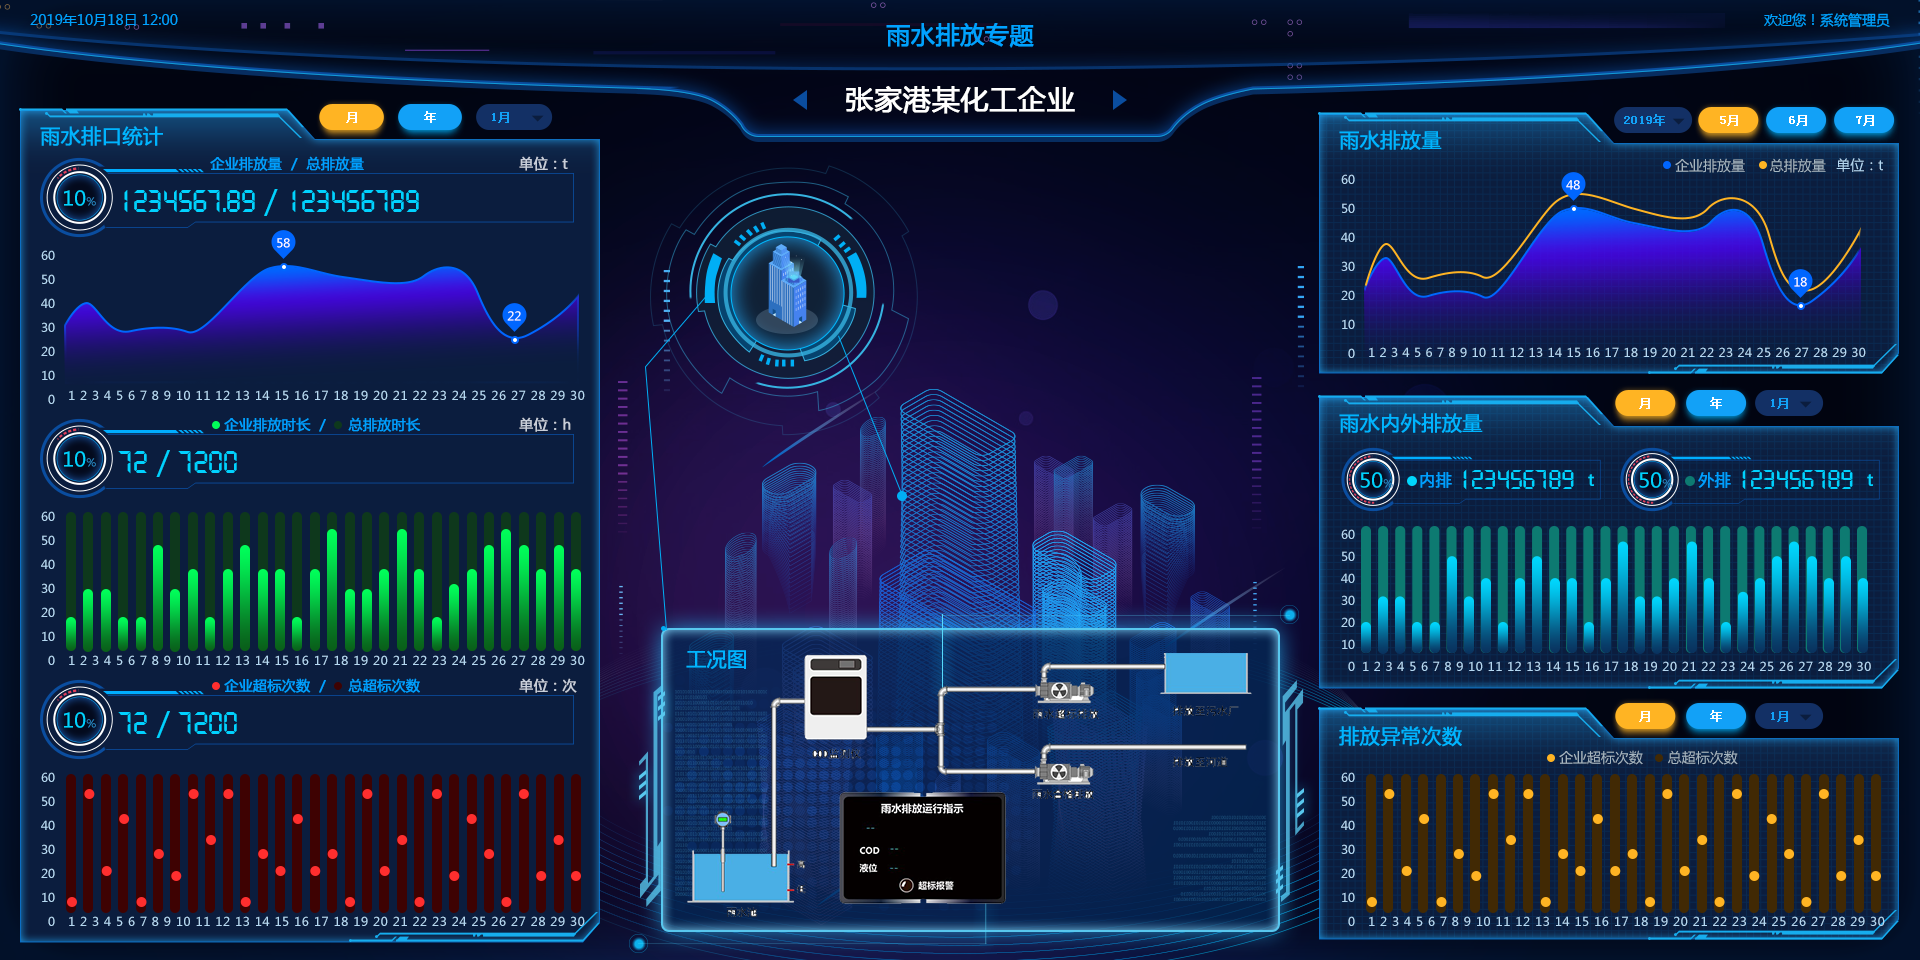 2019年10月18日 12:00
雨水排放专题
欢迎您！系统管理员
张家港某化工企业
雨水排口统计
月 年 1月
企业排放量 / 总排放量
单位：t
10%
1234567.89 / 123456789
58
22
60
50
40
30
20
10
0
1 2 3 4 5 6 7 8 9 10 11 12 13 14 15 16 17 18 19 20 21 22 23 24 25 26 27 28 29 30
企业排放时长 / 总排放时长
单位：h
10%
72 / 7200
60
50
40
30
20
10
0
1 2 3 4 5 6 7 8 9 10 11 12 13 14 15 16 17 18 19 20 21 22 23 24 25 26 27 28 29 30
企业超标次数 / 总超标次数
单位：次
10%
72 / 7200
60
50
40
30
20
10
0
1 2 3 4 5 6 7 8 9 10 11 12 13 14 15 16 17 18 19 20 21 22 23 24 25 26 27 28 29 30
工况图
雨水排放运行指示
--
COD --
液位 --
超标报警
雨水排放量
2019年 5月 6月 7月
企业排放量 总排放量 单位：t
48
18
60
50
40
30
20
10
0
1 2 3 4 5 6 7 8 9 10 11 12 13 14 15 16 17 18 19 20 21 22 23 24 25 26 27 28 29 30
雨水内外排放量
月 年 1月
50% 内排 123456789 t
50% 外排 123456789 t
60
50
40
30
20
10
0
1 2 3 4 5 6 7 8 9 10 11 12 13 14 15 16 17 18 19 20 21 22 23 24 25 26 27 28 29 30
排放异常次数
月 年 1月
企业超标次数 总超标次数
60
50
40
30
20
10
0
1 2 3 4 5 6 7 8 9 10 11 12 13 14 15 16 17 18 19 20 21 22 23 24 25 26 27 28 29 30